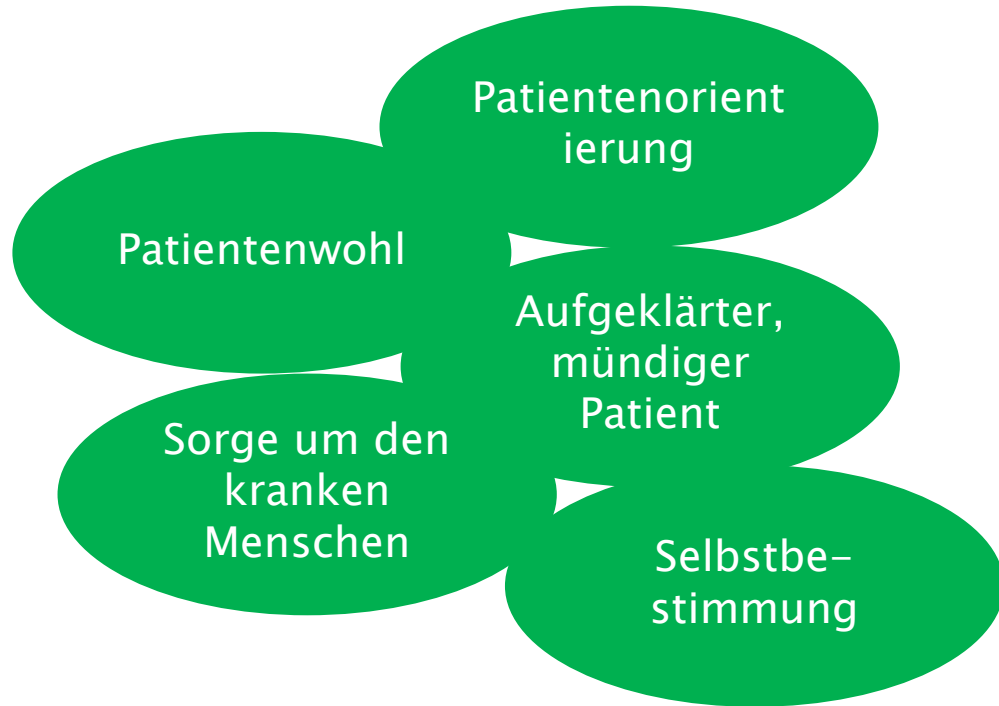 Patientenorient
ierung
Patientenwohl
Aufgeklärter,
mündiger
Patient
Sorge um den
kranken
Menschen
Selbstbe-
stimmung